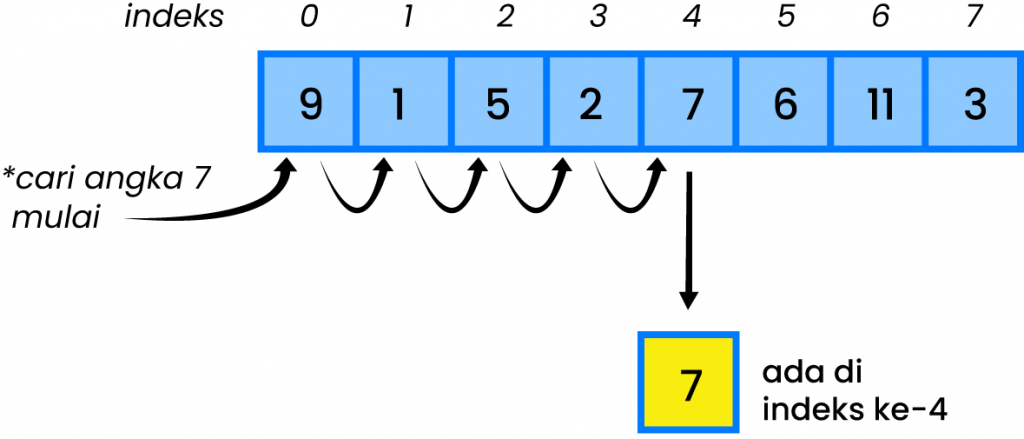 indeks 0 1 2 3 4 5 6 7
9 1 5 2 7 6 11 3
*cari angka 7
mulai
7
ada di
indeks ke-4